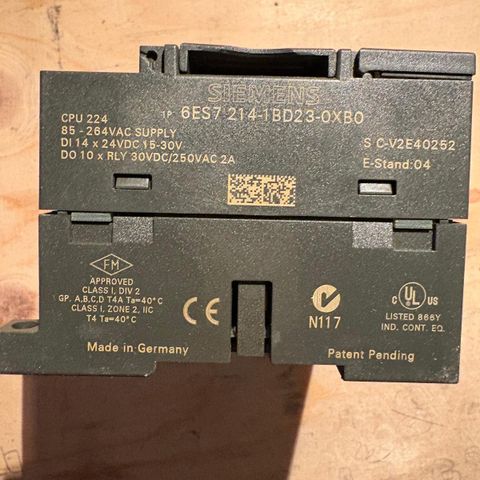 SIEMENS
CPU 224
1P 6ES7 214-1BD23-0XB0
85 - 264VAC SUPPLY
DI 14 x 24VDC 15-30V
DO 10 x RLY 30VDC/250VAC 2A
S C-V2E40252
E-Stand:04
FM
APPROVED
CLASS I, DIV 2
GP. A,B,C,D T4A Ta=40°C
CLASS I, ZONE 2, IIC
T4 Ta=40°C
CE
N117
C UL US
LISTED 866Y
IND. CONT. EQ.
Made in Germany
Patent Pending